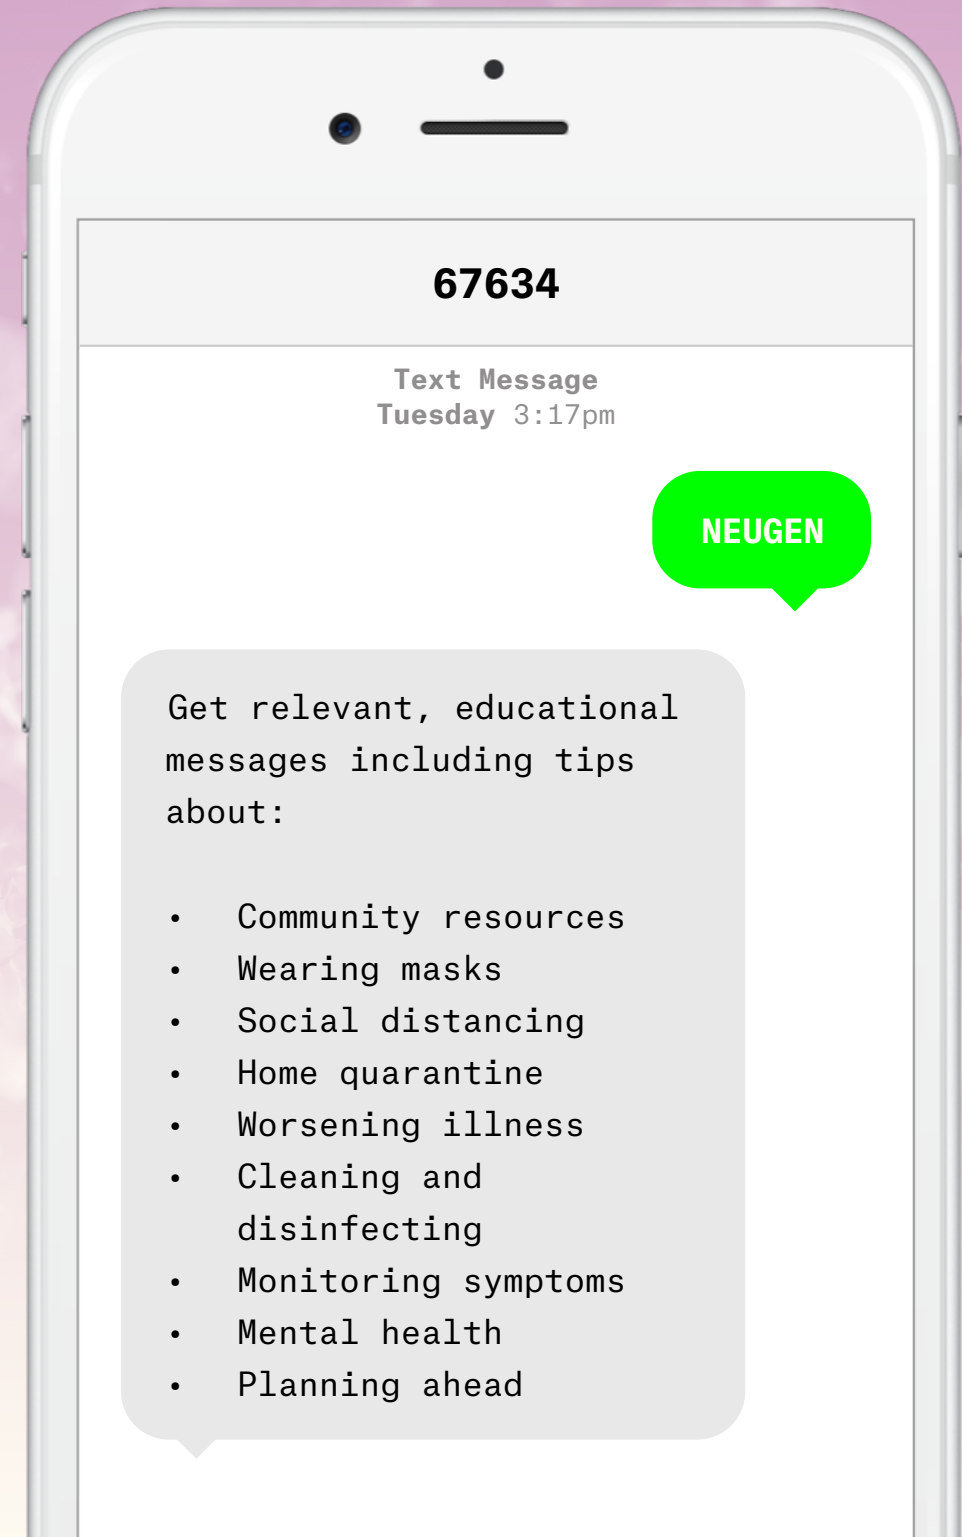 67634
Text Message
Tuesday 3:17pm
NEUGEN
Get relevant, educational
messages including tips
about:
• Community resources
• Wearing masks
• Social distancing
• Home quarantine
• Worsening illness
• Cleaning and
disinfecting
• Monitoring symptoms
• Mental health
• Planning ahead